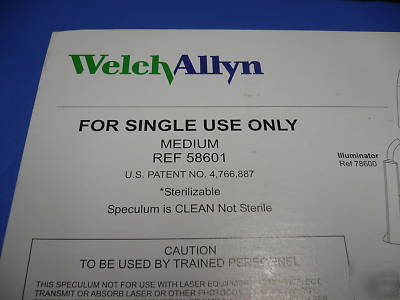 WelchAllyn
FOR SINGLE USE ONLY
MEDIUM
REF 58601
U.S. PATENT NO. 4,766,887
*Sterilizable
Speculum is CLEAN Not Sterile
Illuminator
Ref 78600
CAUTION
TO BE USED BY TRAINED PERSONNEL
THIS SPECULUM NOT FOR USE WITH LASER EQUIPMENT
TRANSMIT OR ABSORB LASER OR OTHER